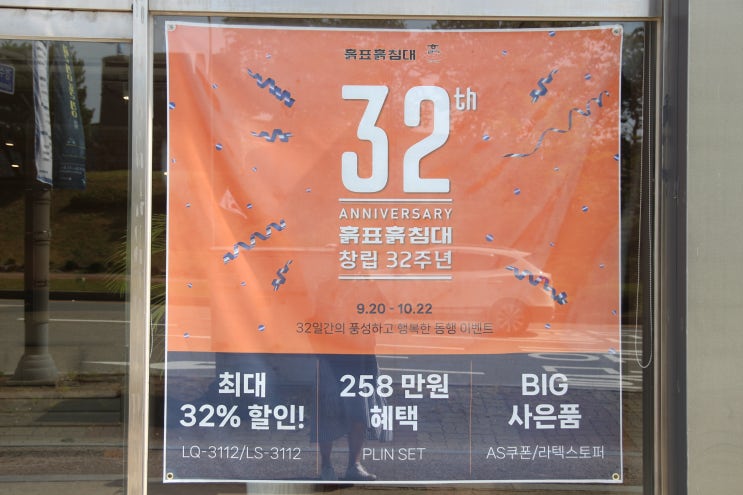 흙표흙침대
32th
ANNIVERSARY
흙표흙침대
창립 32주년
9.20 - 10.22
32일간의 풍성하고 행복한 동행 이벤트
최대
32% 할인!
LQ-3112/LS-3112
258 만원
혜택
PLIN SET
BIG
사은품
AS쿠폰/라텍스토퍼